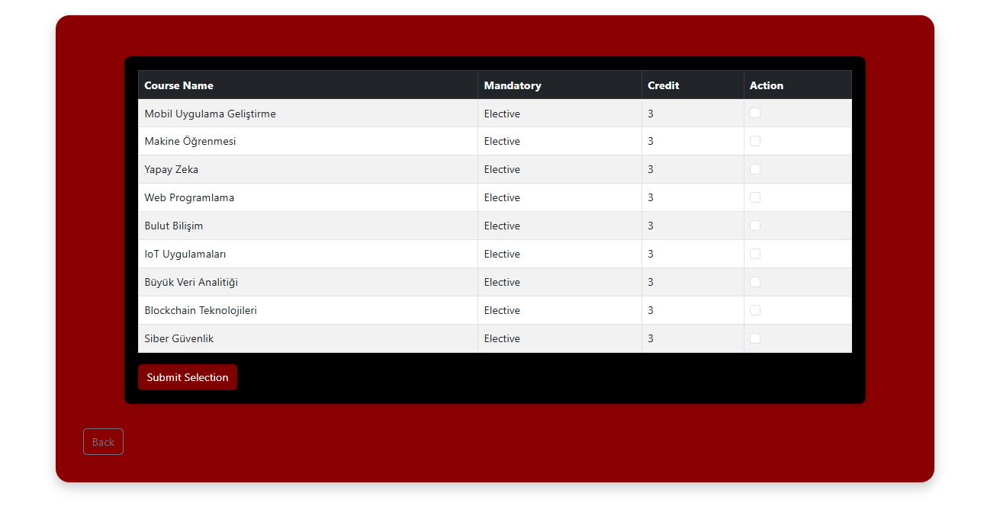 Course Name Mandatory Credit Action
Mobil Uygulama Geliştirme Elective 3
Makine Öğrenmesi Elective 3
Yapay Zeka Elective 3
Web Programlama Elective 3
Bulut Bilişim Elective 3
IoT Uygulamaları Elective 3
Büyük Veri Analitiği Elective 3
Blockchain Teknolojileri Elective 3
Siber Güvenlik Elective 3
Submit Selection
Back